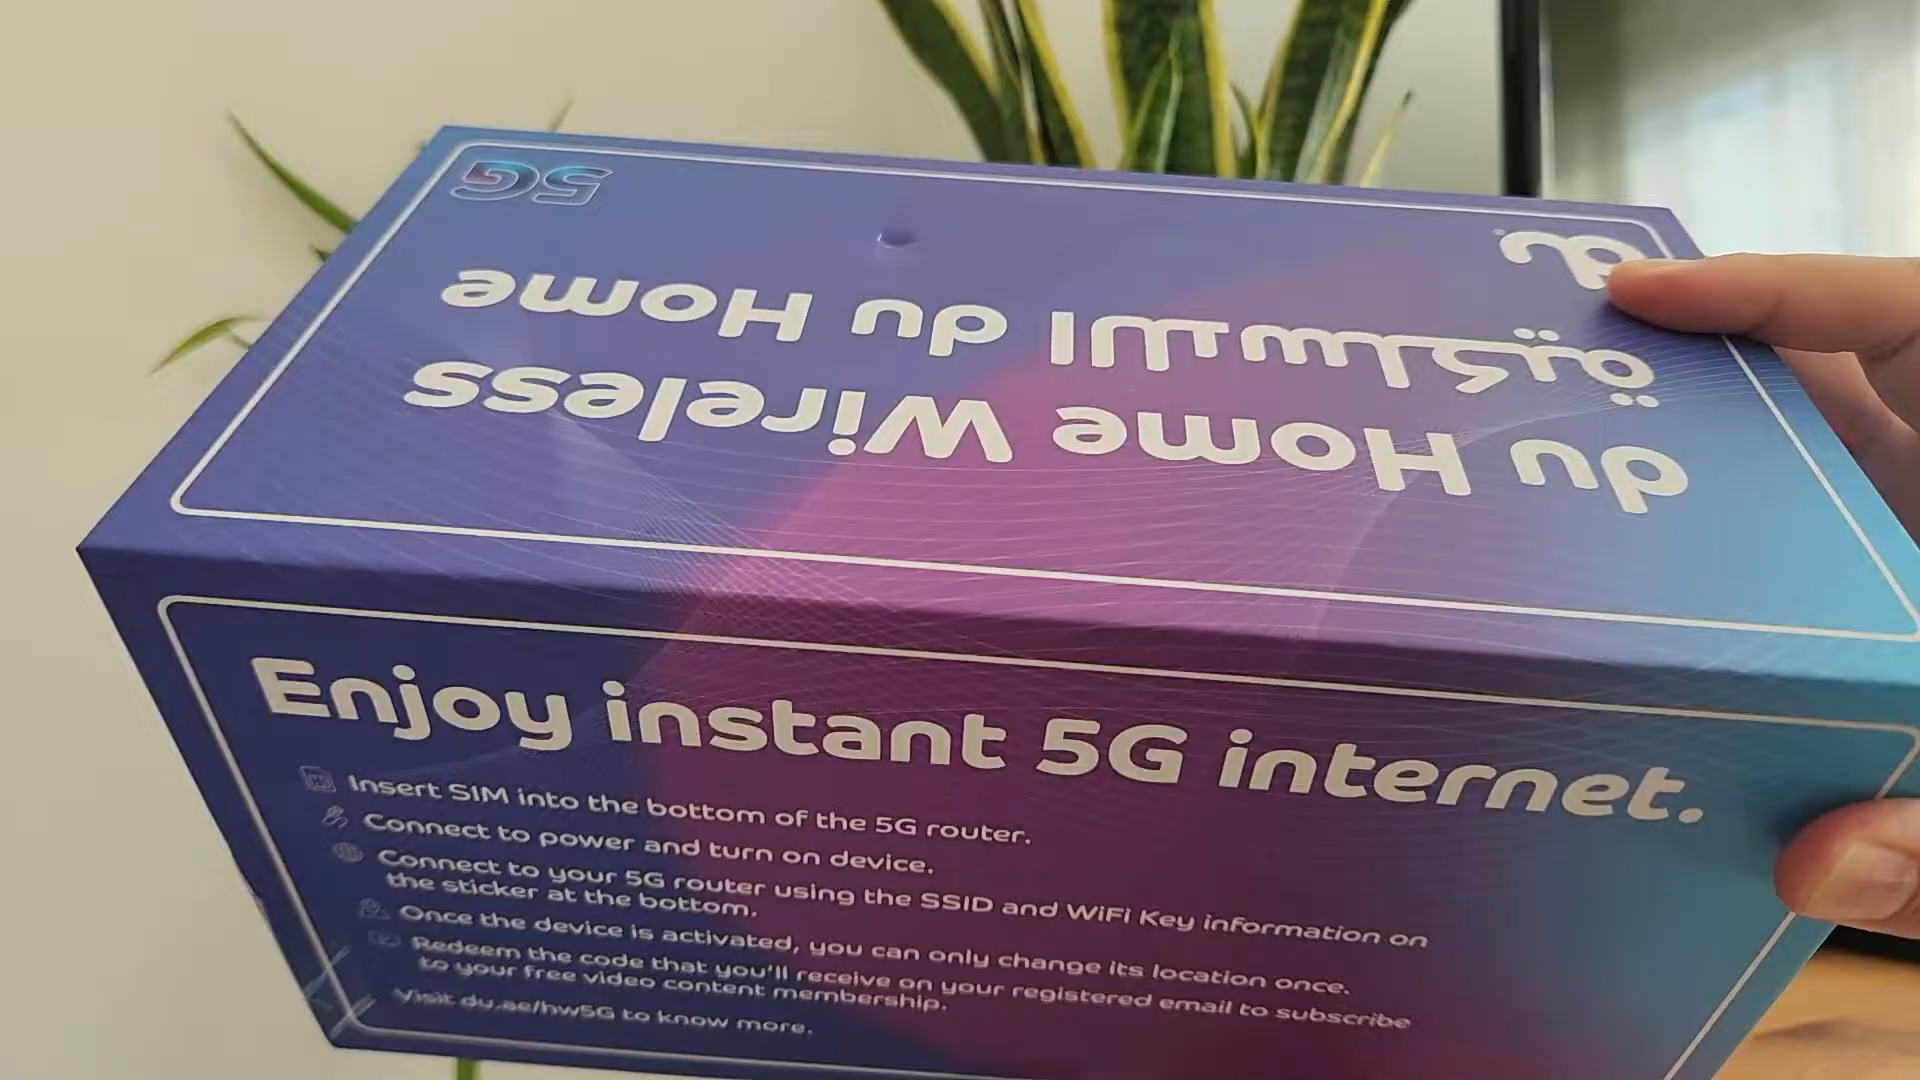 5G
du
du Home اللاسلكية
du Home Wireless
Enjoy instant 5G internet.
Insert SIM into the bottom of the 5G router.
Connect to power and turn on device.
Connect to your 5G router using the SSID and WiFi Key information on
the sticker at the bottom.
Once the device is activated, you can only change its location once.
Redeem the code that you'll receive on your registered email to subscribe
to your free video content membership.
Visit du.ae/hw5G to know more.